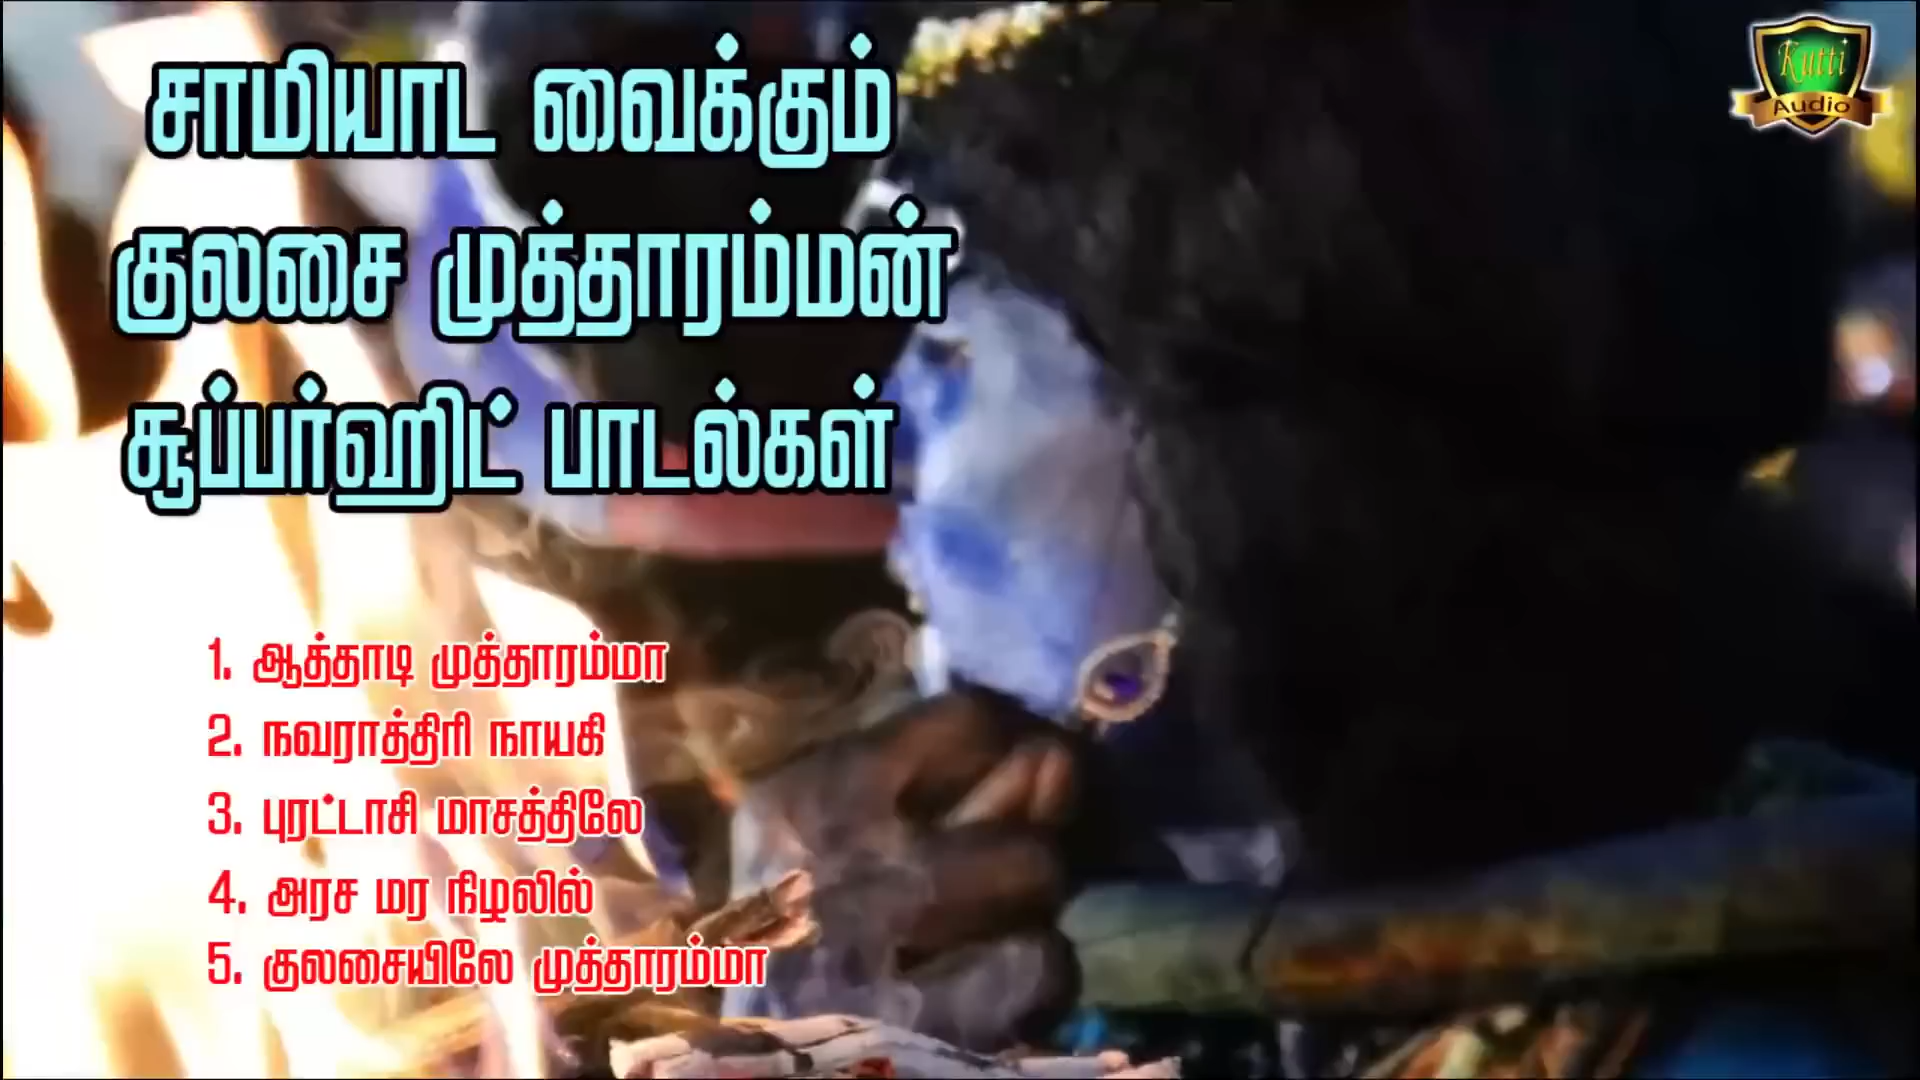 சாமியாட வைக்கும்
குலசை முத்தாரம்மன்
சூப்பர்ஹிட் பாடல்கள்
Kutti
Audio
1. ஆத்தாடி முத்தாரம்மா
2. நவராத்திரி நாயகி
3. புரட்டாசி மாசத்திலே
4. அரச மர நிழலில்
5. குலசையிலே முத்தாரம்மா